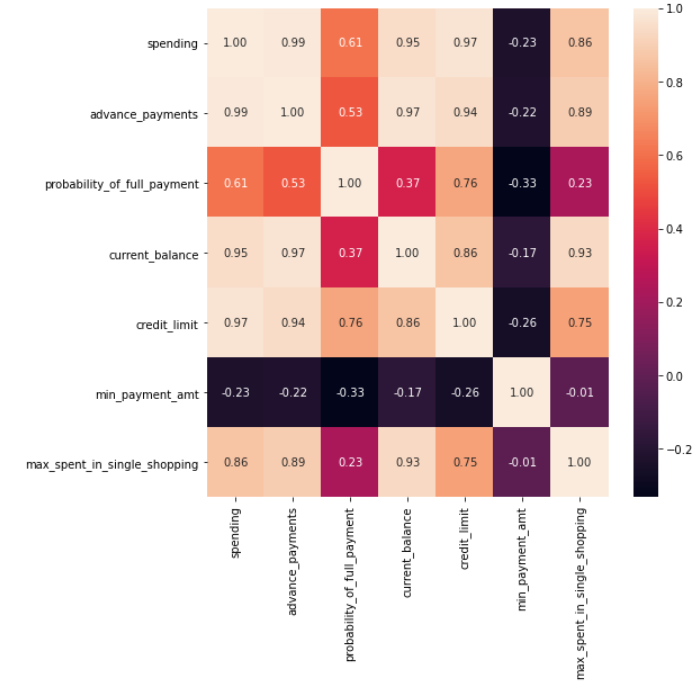 spending 1.00 0.99 0.61 0.95 0.97 -0.23 0.86
advance_payments 0.99 1.00 0.53 0.97 0.94 -0.22 0.89
probability_of_full_payment 0.61 0.53 1.00 0.37 0.76 -0.33 0.23
current_balance 0.95 0.97 0.37 1.00 0.86 -0.17 0.93
credit_limit 0.97 0.94 0.76 0.86 1.00 -0.26 0.75
min_payment_amt -0.23 -0.22 -0.33 -0.17 -0.26 1.00 -0.01
max_spent_in_single_shopping 0.86 0.89 0.23 0.93 0.75 -0.01 1.00
spending
advance_payments
probability_of_full_payment
current_balance
credit_limit
min_payment_amt
max_spent_in_single_shopping
1.0
0.8
0.6
0.4
0.2
0.0
−0.2